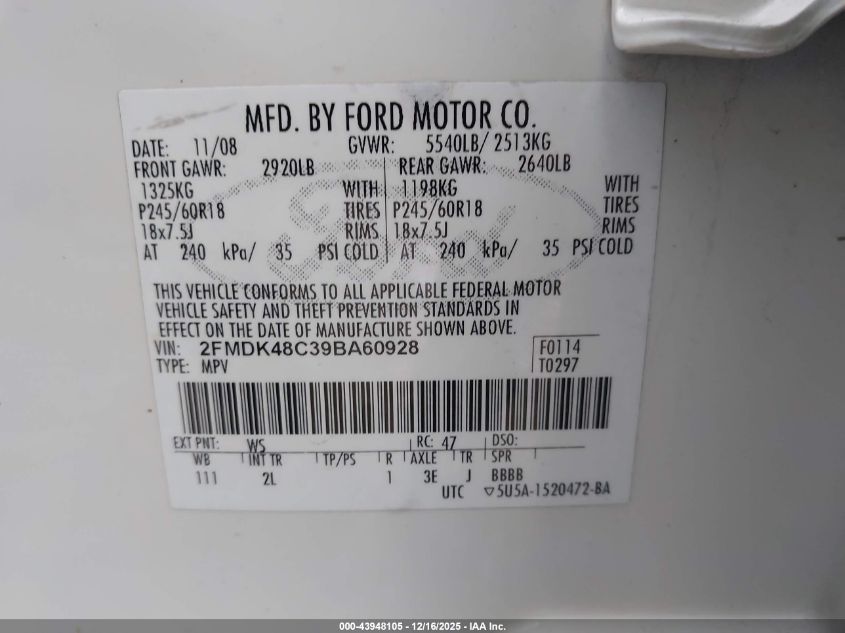 MFD. BY FORD MOTOR CO.
DATE: 11/08 GVWR: 5540LB/ 2513KG
FRONT GAWR: 2920LB REAR GAWR: 2640LB
1325KG WITH 1198KG WITH
P245/60R18 TIRES P245/60R18 TIRES
18x7.5J RIMS 18x7.5J RIMS
AT 240 kPa/ 35 PSI COLD AT 240 kPa/ 35 PSI COLD
Ford
THIS VEHICLE CONFORMS TO ALL APPLICABLE FEDERAL MOTOR
VEHICLE SAFETY AND THEFT PREVENTION STANDARDS IN
EFFECT ON THE DATE OF MANUFACTURE SHOWN ABOVE.
VIN: 2FMDK48C39BA60928 F0114
TYPE: MPV T0297
EXT PNT: WS RC: 47 DSO:
WB INT TR TP/PS R AXLE TR SPR
111 2L 1 3E J BBBB
UTC ▽5U5A-1520472-BA
000-43948105 - 12/16/2025 - IAA Inc.